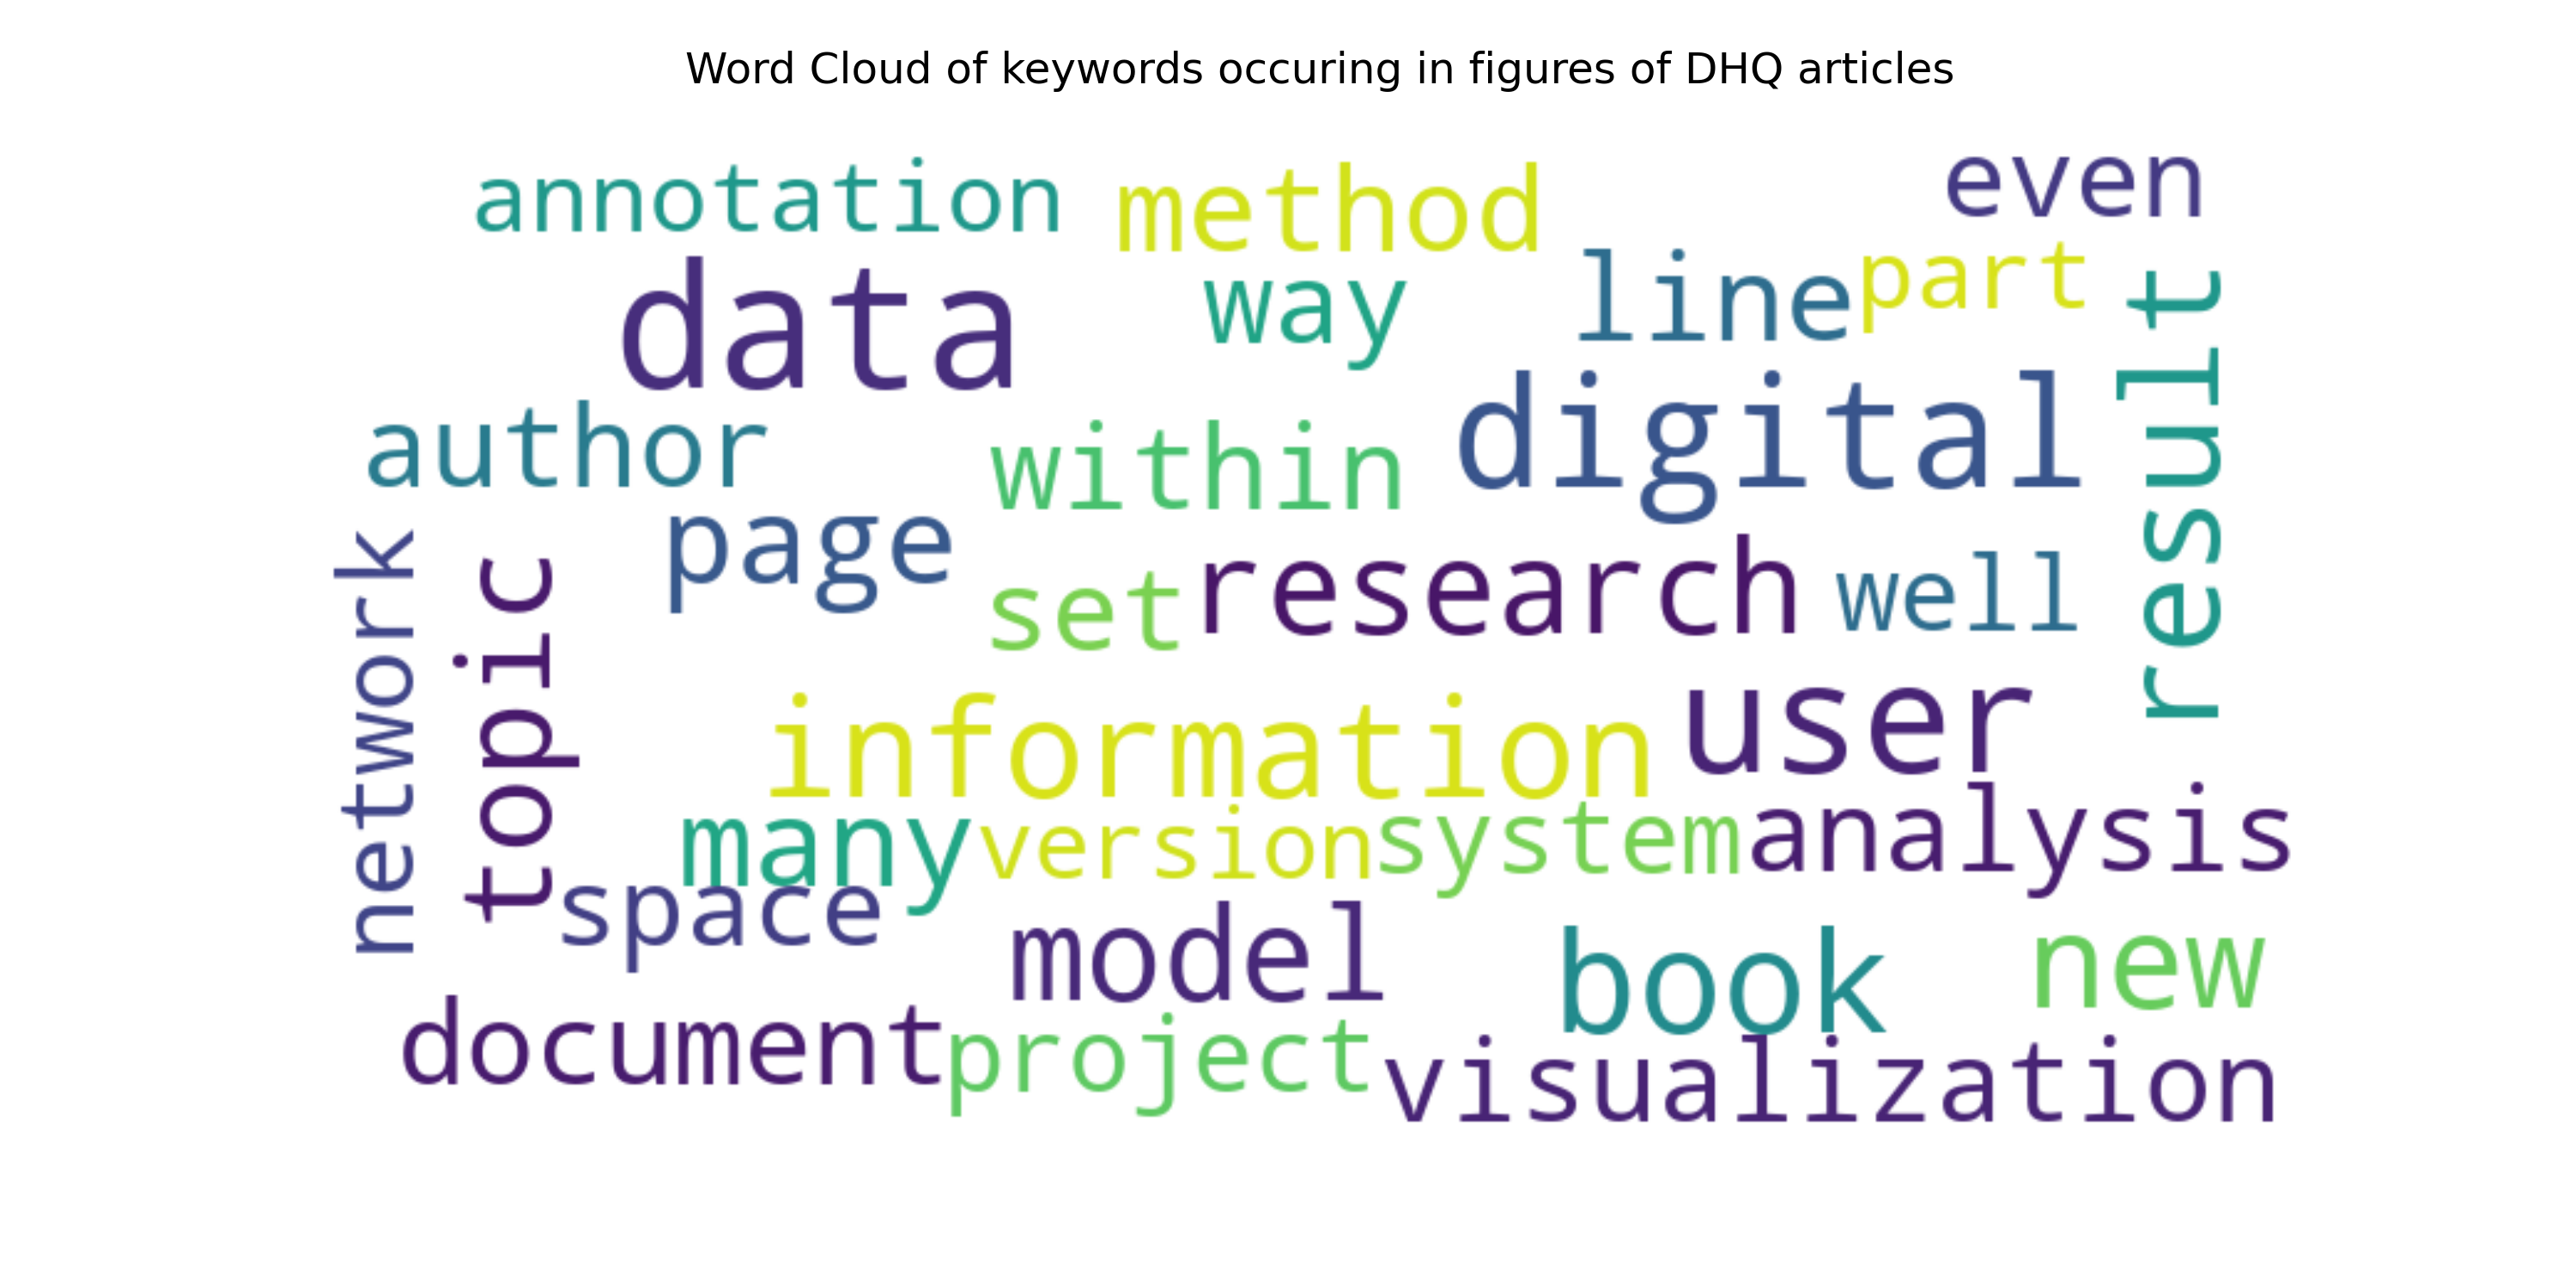 Word Cloud of keywords occuring in figures of DHQ articles
annotation method even
data way line part
author within digital result
page set research well
network topic
information user
many version system analysis
space model book new
document project visualization